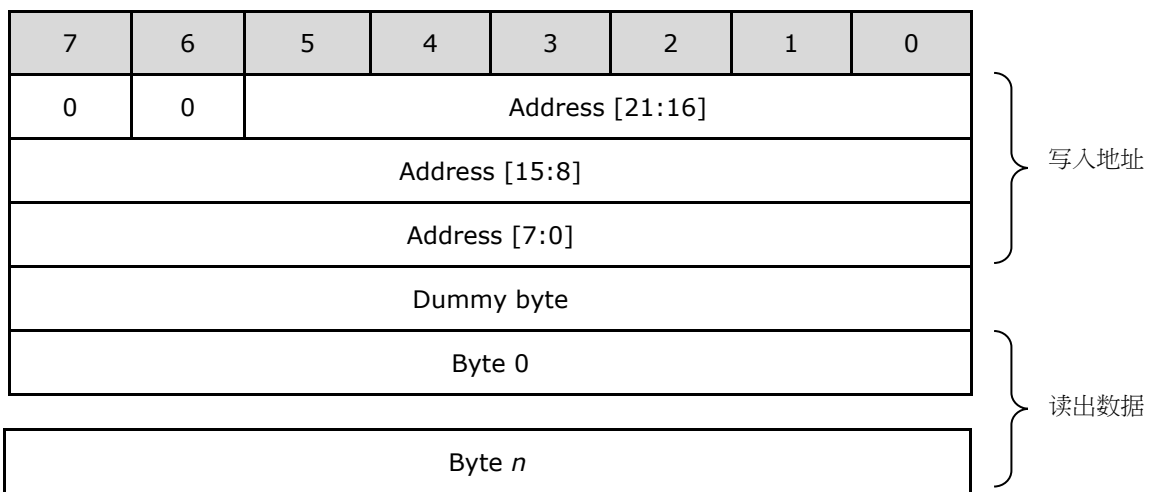 7 6 5 4 3 2 1 0
0 0 Address [21:16]
写入地址
Address [15:8]
Address [7:0]
Dummy byte
Byte 0
读出数据
Byte n